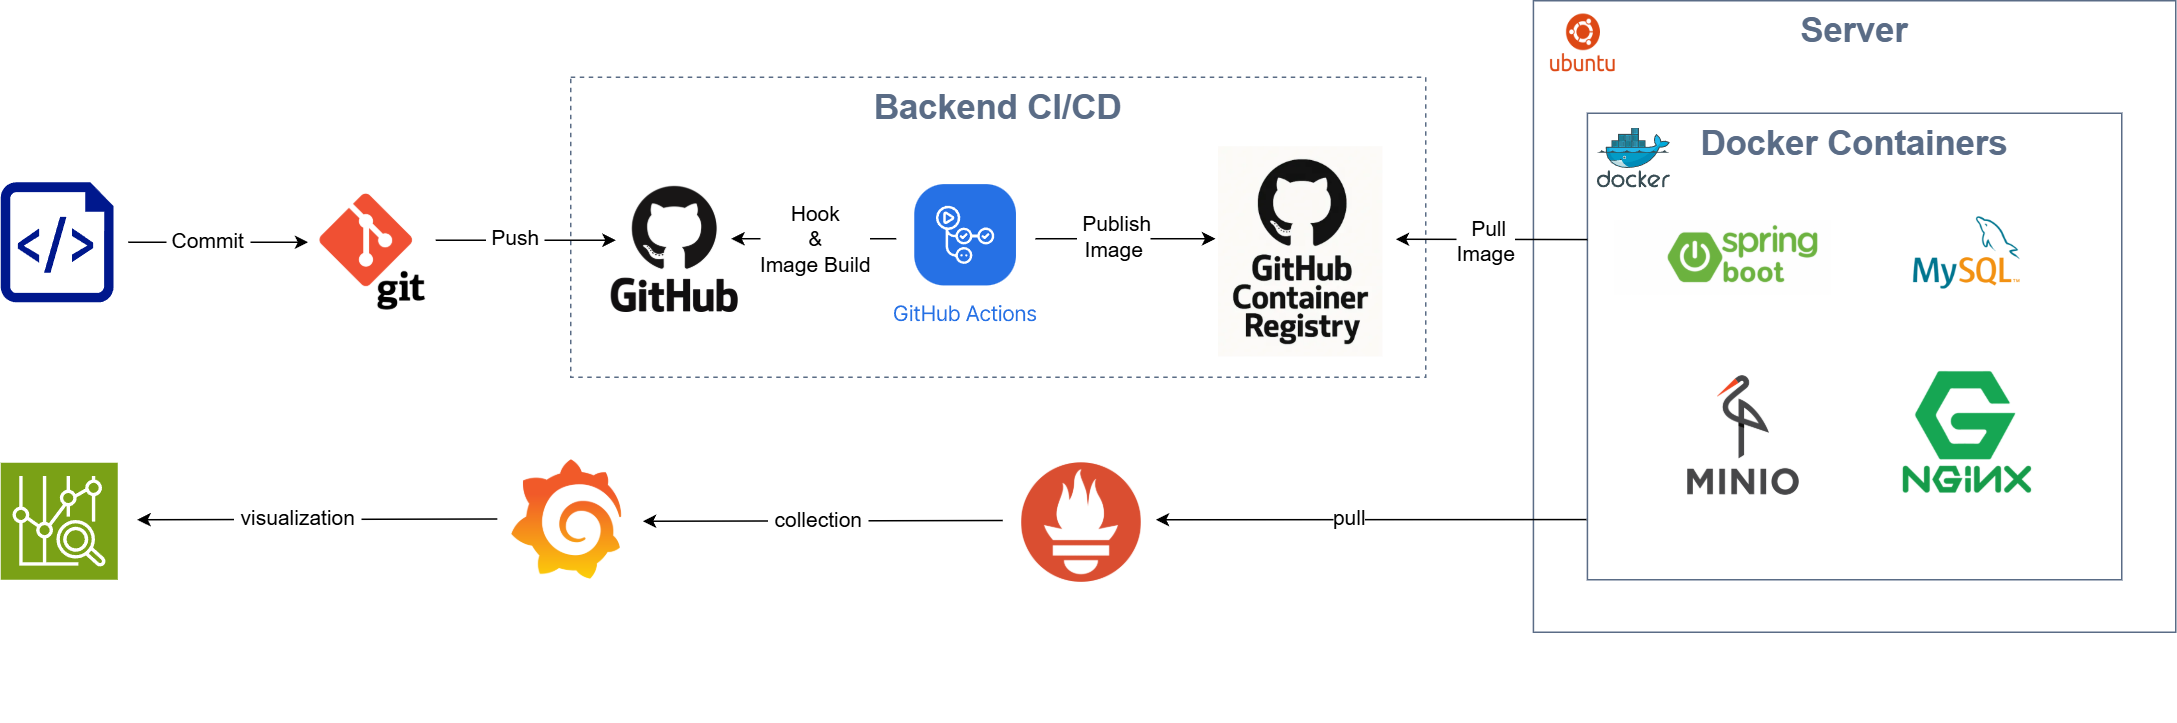 Server
ubuntu
Backend CI/CD
Docker Containers
docker
Commit
git
Push
GitHub
Hook
&
Image Build
GitHub Actions
Publish
Image
GitHub
Container
Registry
Pull
Image
spring
boot
MySQL™
MINIO
NGiNX
visualization
collection
pull